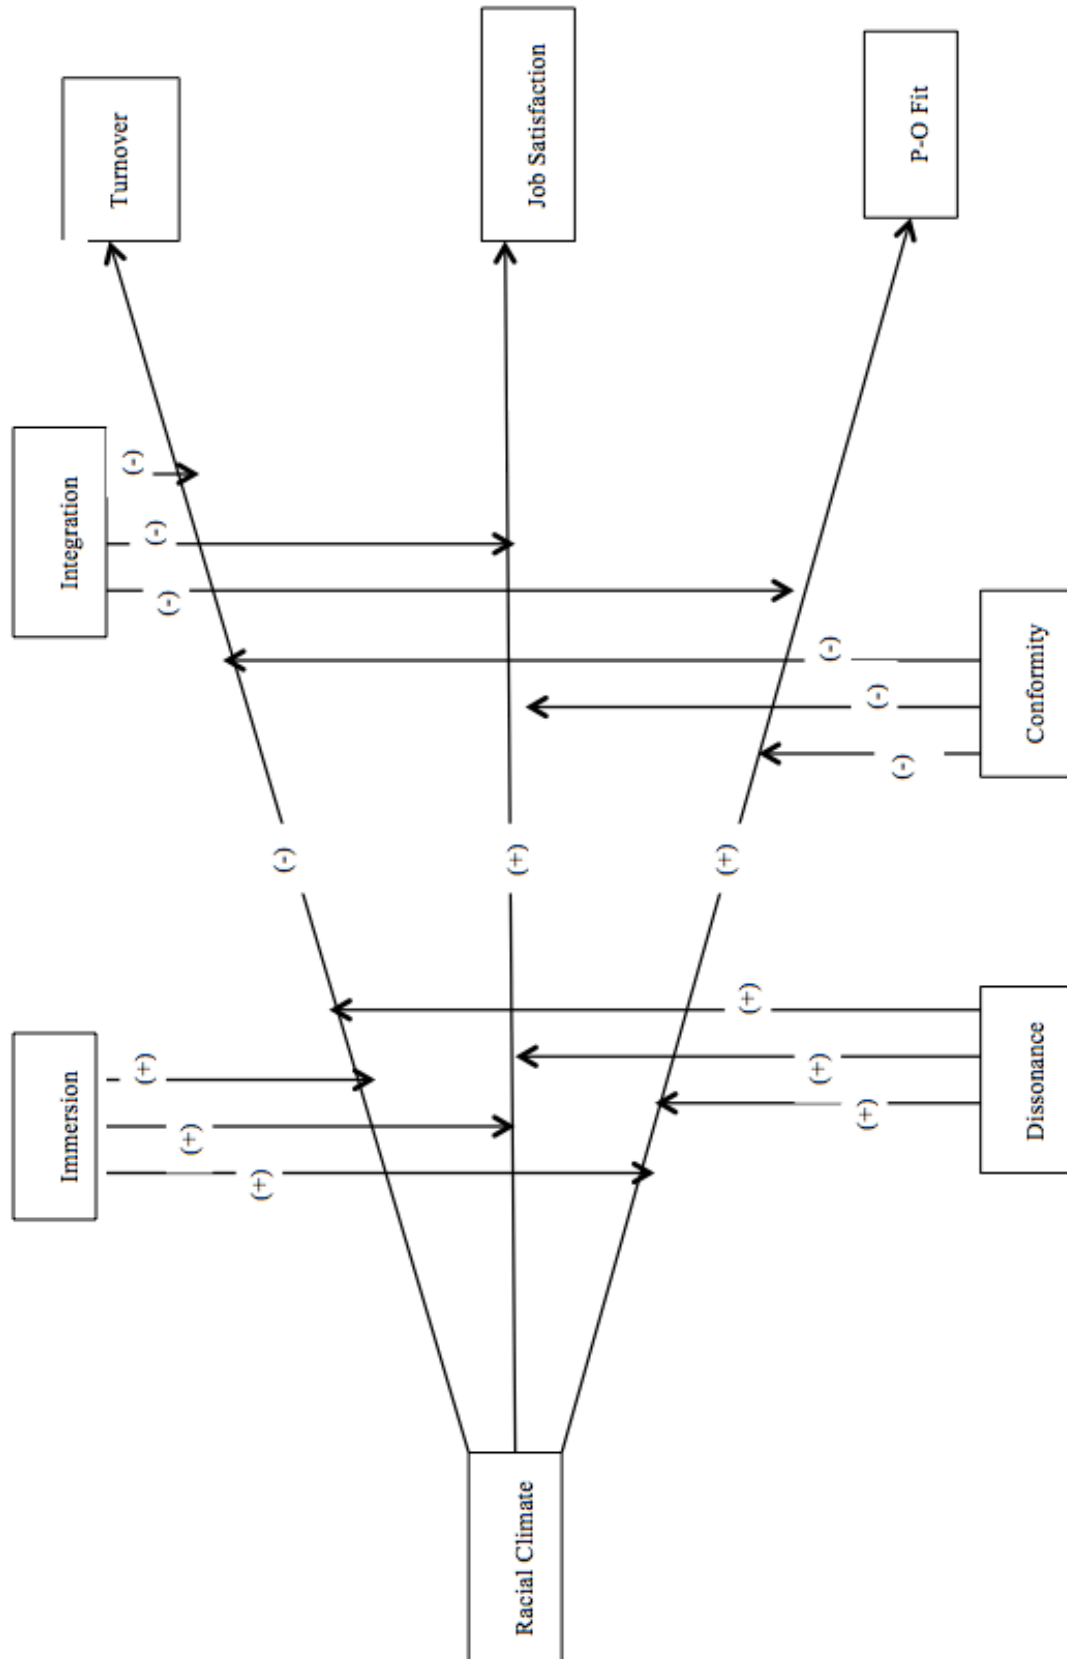 Immersion
Integration
Turnover
(+)
(-)
(-)
(-)
(+)
(+)
(-)
Racial Climate
(+)
Job Satisfaction
(+)
(+)
(+)
(-)
(+)
(-)
(-)
P-O Fit
Dissonance
Conformity